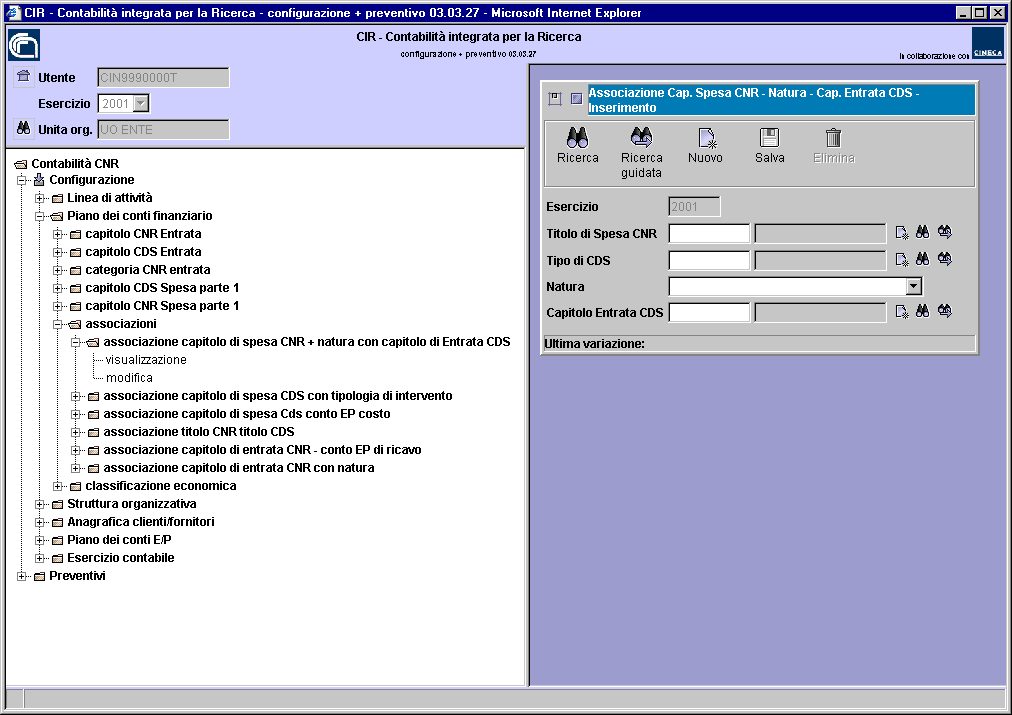 CIR - Contabilità integrata per la Ricerca - configurazione + preventivo 03.03.27 - Microsoft Internet Explorer
CIR - Contabilità integrata per la Ricerca
configurazione + preventivo 03.03.27
In collaborazione con
CINECA
Utente CIN9990000T
Esercizio 2001
Unita org. UO ENTE
Contabilità CNR
Configurazione
Linea di attività
Piano dei conti finanziario
capitolo CNR Entrata
capitolo CDS Entrata
categoria CNR entrata
capitolo CDS Spesa parte 1
capitolo CNR Spesa parte 1
associazioni
associazione capitolo di spesa CNR + natura con capitolo di Entrata CDS
visualizzazione
modifica
associazione capitolo di spesa CDS con tipologia di intervento
associazione capitolo di spesa Cds conto EP costo
associazione titolo CNR titolo CDS
associazione capitolo di entrata CNR - conto EP di ricavo
associazione capitolo di entrata CNR con natura
classificazione economica
Struttura organizzativa
Anagrafica clienti/fornitori
Piano dei conti E/P
Esercizio contabile
Preventivi
Associazione Cap. Spesa CNR - Natura - Cap. Entrata CDS -
Inserimento
Ricerca Ricerca Nuovo Salva Elimina
guidata
Esercizio 2001
Titolo di Spesa CNR
Tipo di CDS
Natura
Capitolo Entrata CDS
Ultima variazione: